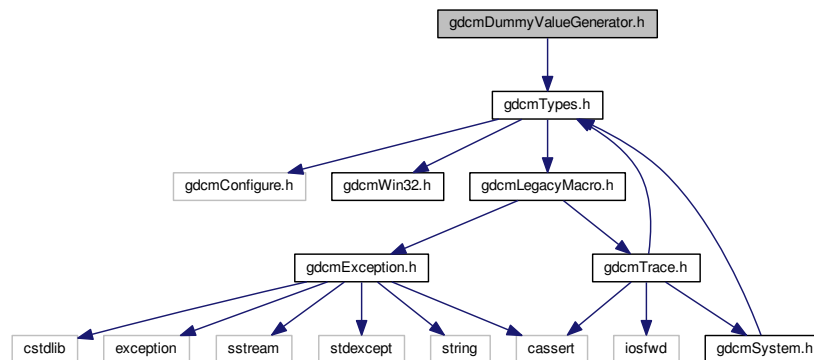 gdcmDummyValueGenerator.h
gdcmTypes.h
gdcmConfigure.h
gdcmWin32.h
gdcmLegacyMacro.h
gdcmException.h
gdcmTrace.h
cstdlib
exception
sstream
stdexcept
string
cassert
iosfwd
gdcmSystem.h